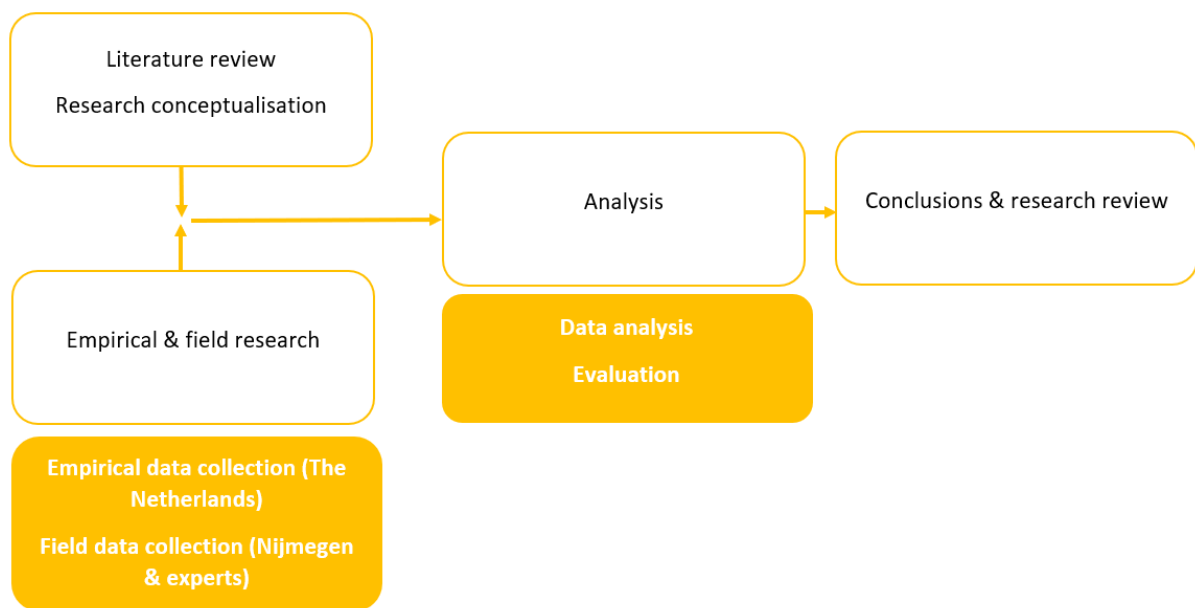 Literature review
Research conceptualisation
Analysis
Conclusions & research review
Empirical & field research
Data analysis
Evaluation
Empirical data collection (The
Netherlands)
Field data collection (Nijmegen
& experts)